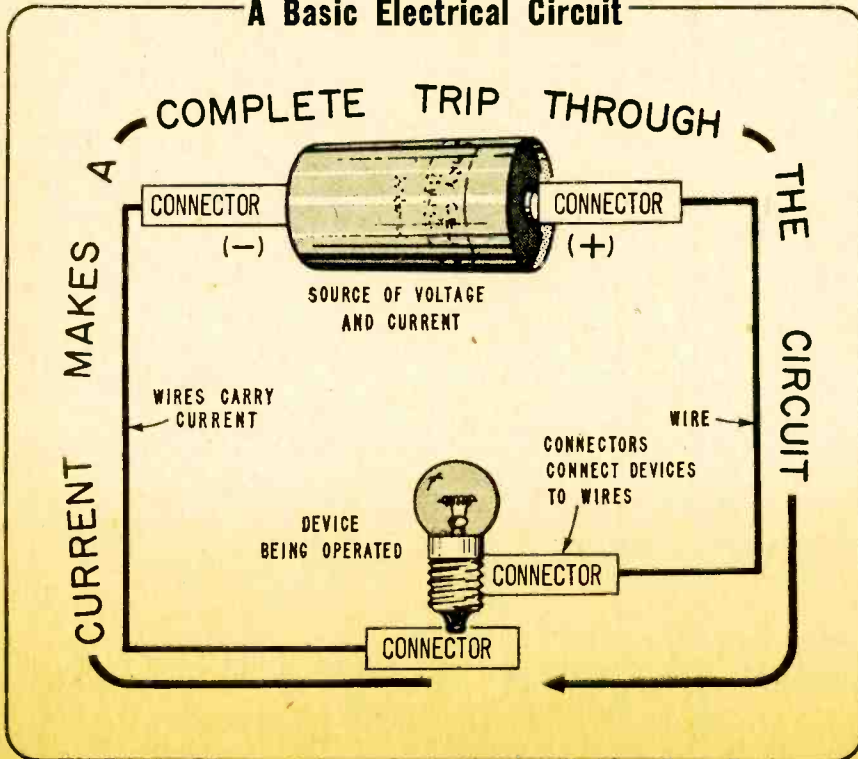 A Basic Electrical Circuit
CURRENT MAKES A COMPLETE TRIP THROUGH THE CIRCUIT
CONNECTOR
CONNECTOR
(−)
(+)
SOURCE OF VOLTAGE
AND CURRENT
WIRES CARRY
CURRENT
WIRE
CONNECTORS
CONNECT DEVICES
TO WIRES
DEVICE
BEING OPERATED
CONNECTOR
CONNECTOR